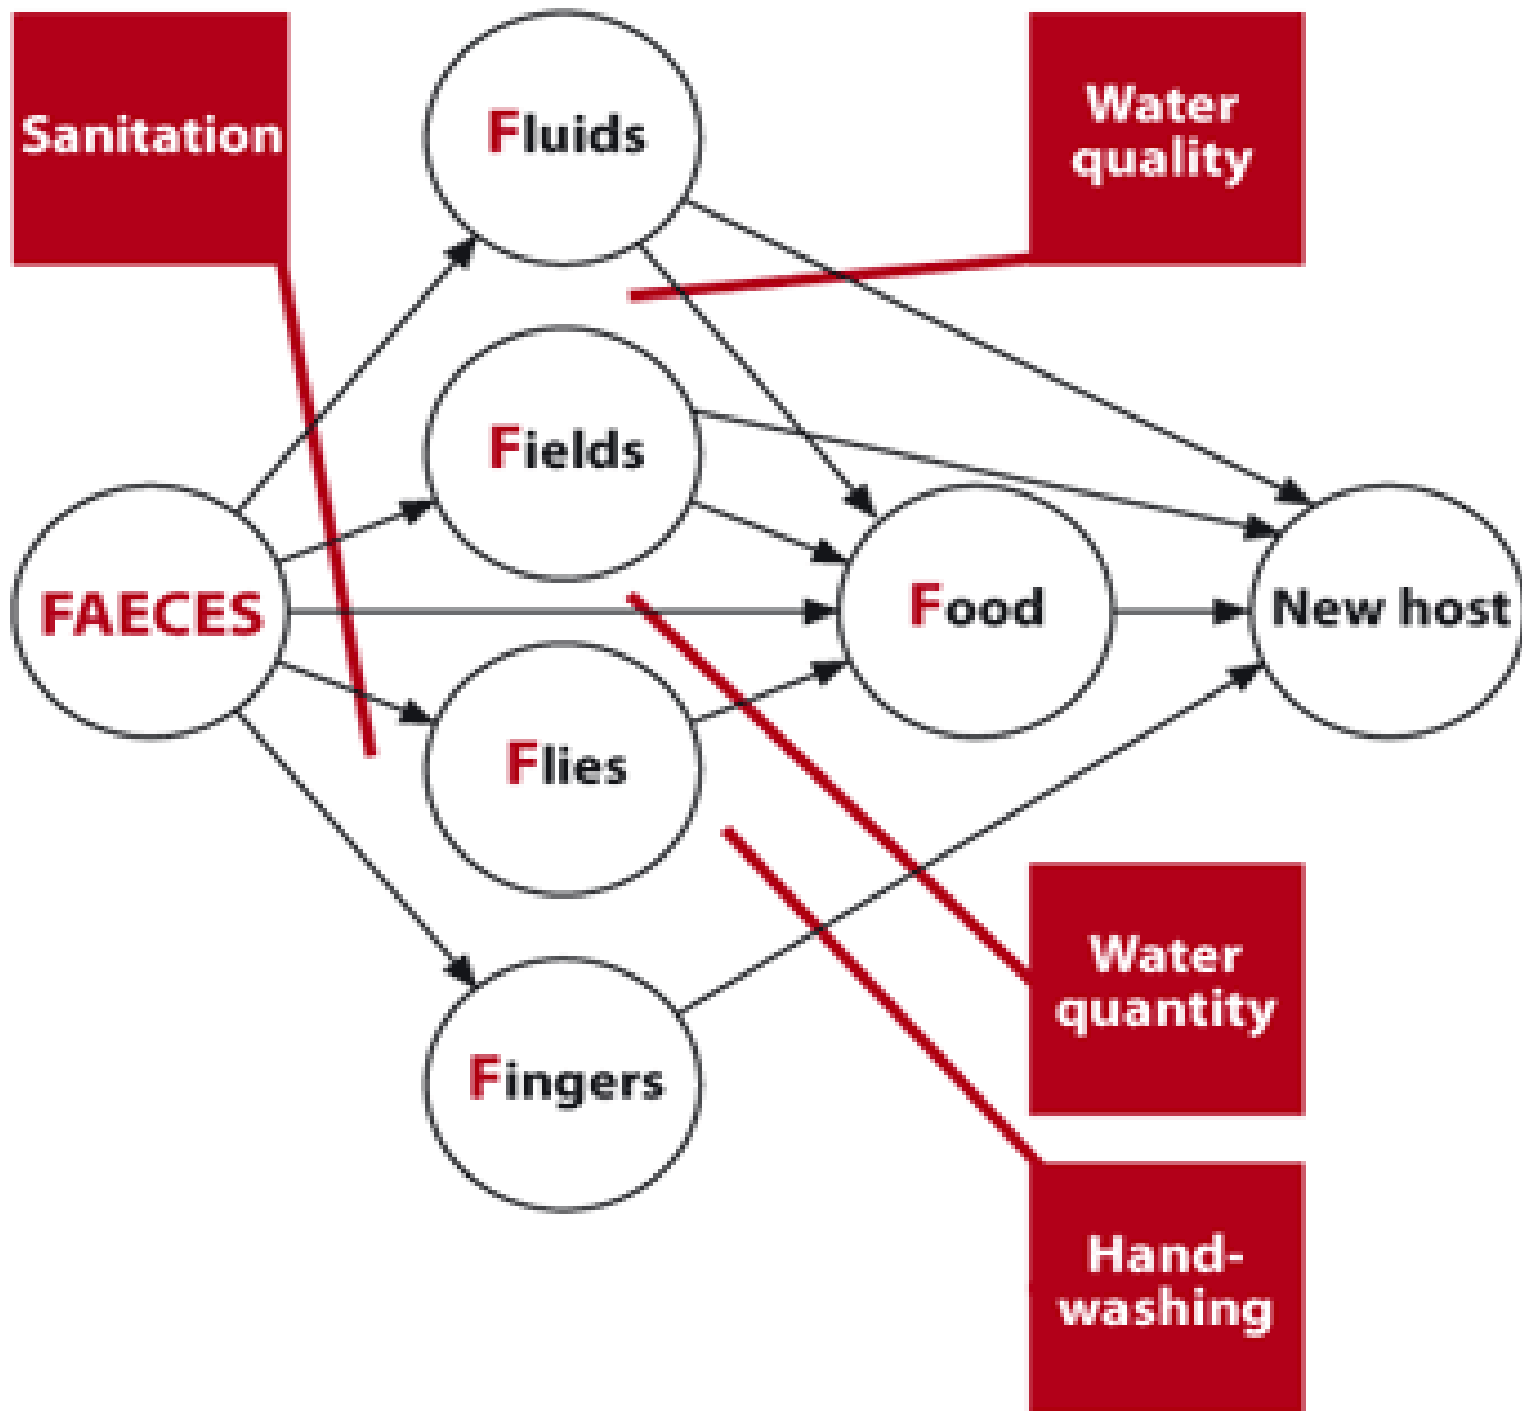 Sanitation
Fluids
Water
quality
Fields
FAECES
Food
New host
Flies
Water
quantity
Fingers
Hand-
washing